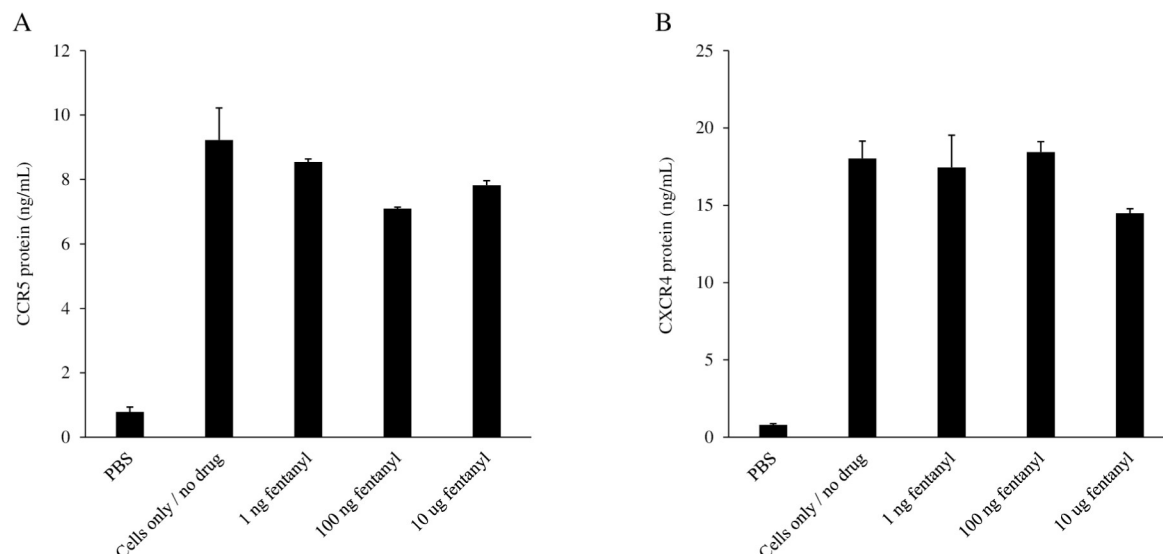 A
CCR5 protein (ng/mL)
12
10
8
6
4
2
0
PBS
Cells only / no drug
1 ng fentanyl
100 ng fentanyl
10 ug fentanyl
B
CXCR4 protein (ng/mL)
25
20
15
10
5
0
PBS
Cells only / no drug
1 ng fentanyl
100 ng fentanyl
10 ug fentanyl